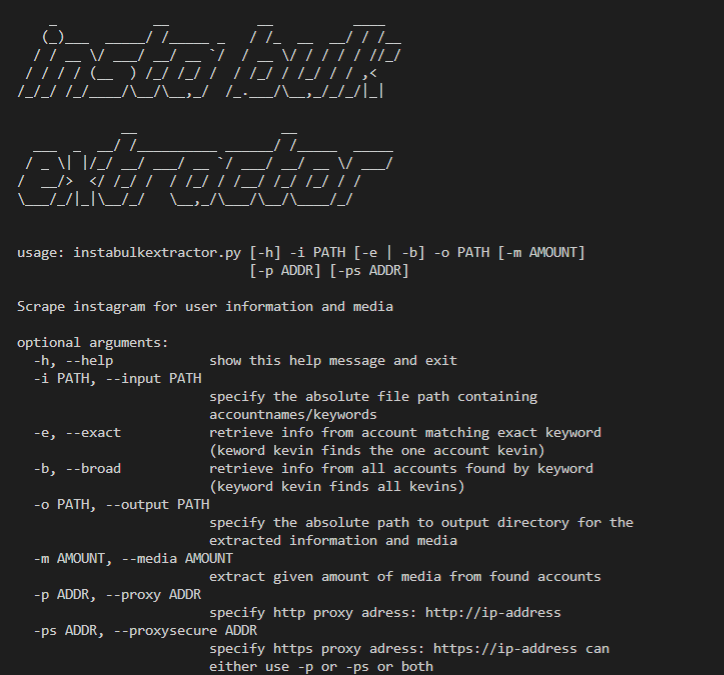 insta bulk
extractor
usage: instabulkextractor.py [-h] -i PATH [-e | -b] -o PATH [-m AMOUNT]
[-p ADDR] [-ps ADDR]
Scrape instagram for user information and media
optional arguments:
-h, --help show this help message and exit
-i PATH, --input PATH
specify the absolute file path containing
accountnames/keywords
-e, --exact retrieve info from account matching exact keyword
(keword kevin finds the one account kevin)
-b, --broad retrieve info from all accounts found by keyword
(keyword kevin finds all kevins)
-o PATH, --output PATH
specify the absolute path to output directory for the
extracted information and media
-m AMOUNT, --media AMOUNT
extract given amount of media from found accounts
-p ADDR, --proxy ADDR
specify http proxy adress: http://ip-address
-ps ADDR, --proxysecure ADDR
specify https proxy adress: https://ip-address can
either use -p or -ps or both